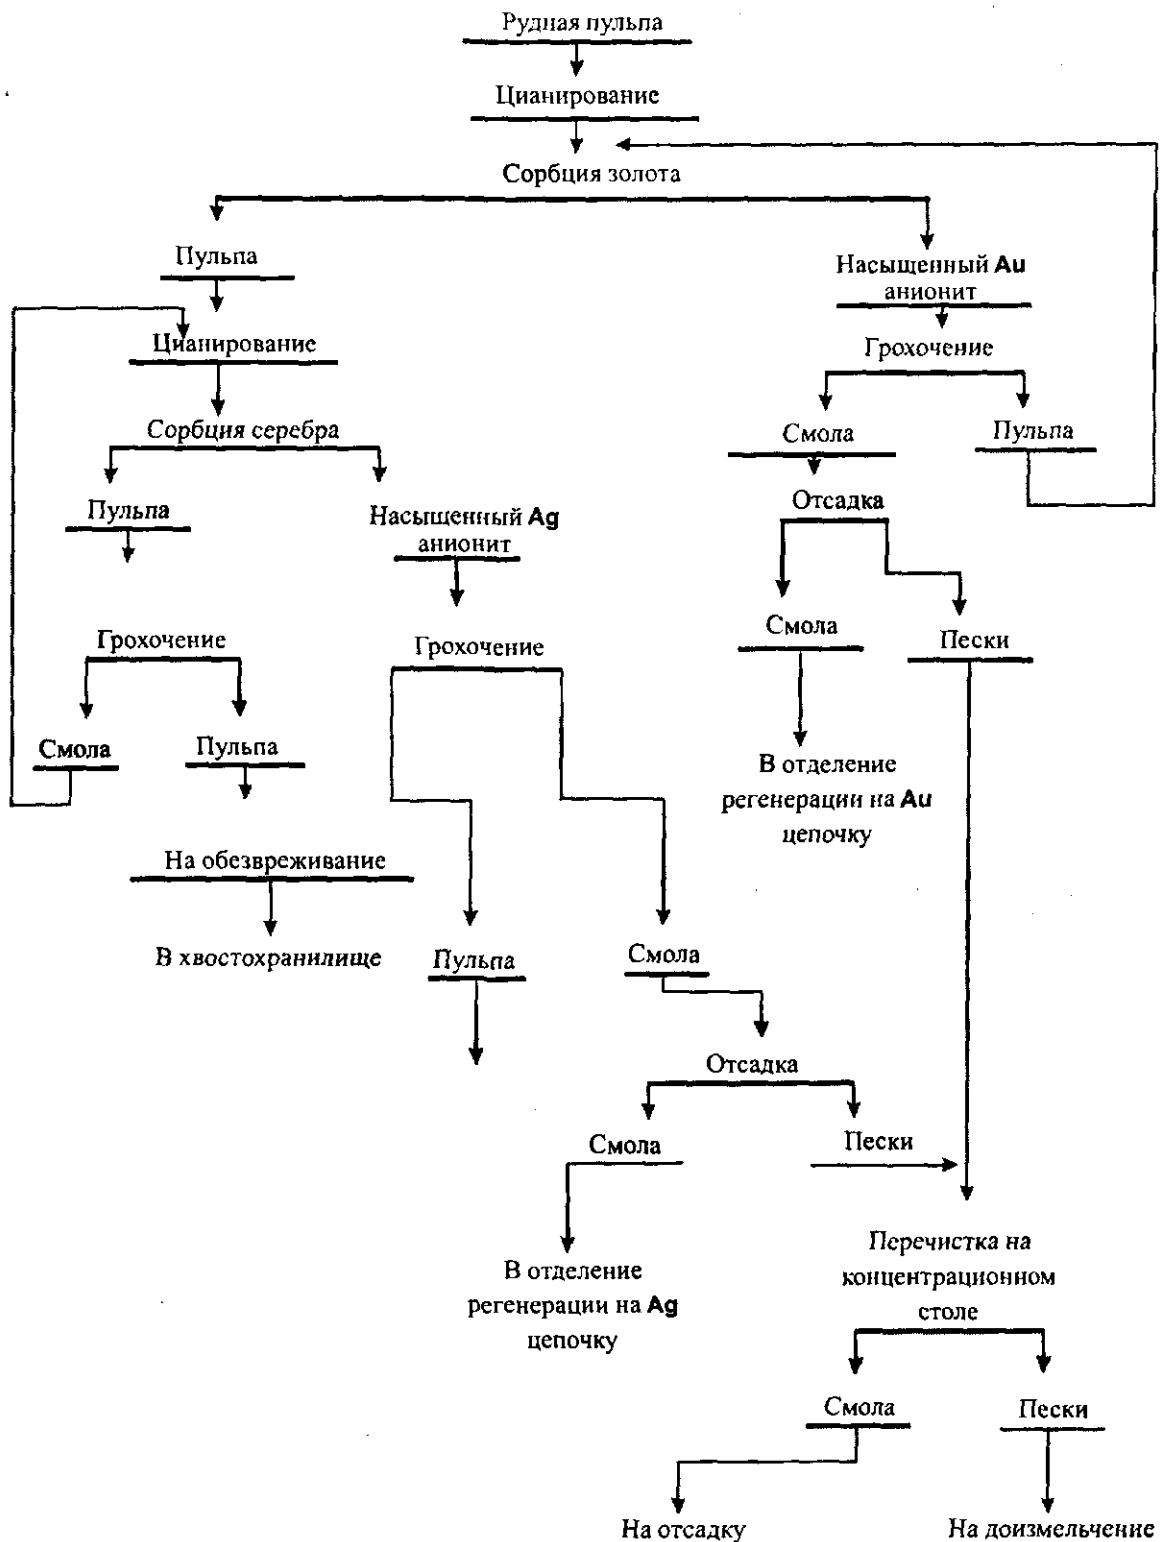 Рудная пульпа
Цианирование
Сорбция золота
Пульпа
Насыщенный Au
анионит
Цианирование
Грохочение
Сорбция серебра
Смола
Пульпа
Пульпа
Насыщенный Ag
анионит
Отсадка
Грохочение
Грохочение
Смола
Пески
Смола
Пульпа
В отделение
регенерации на Au
цепочку
На обезвреживание
В хвостохранилище
Пульпа
Смола
Отсадка
Смола
Пески
В отделение
регенерации на Ag
цепочку
Перечистка на
концентрационном
столе
Смола
Пески
На отсадку
На доизмельчение